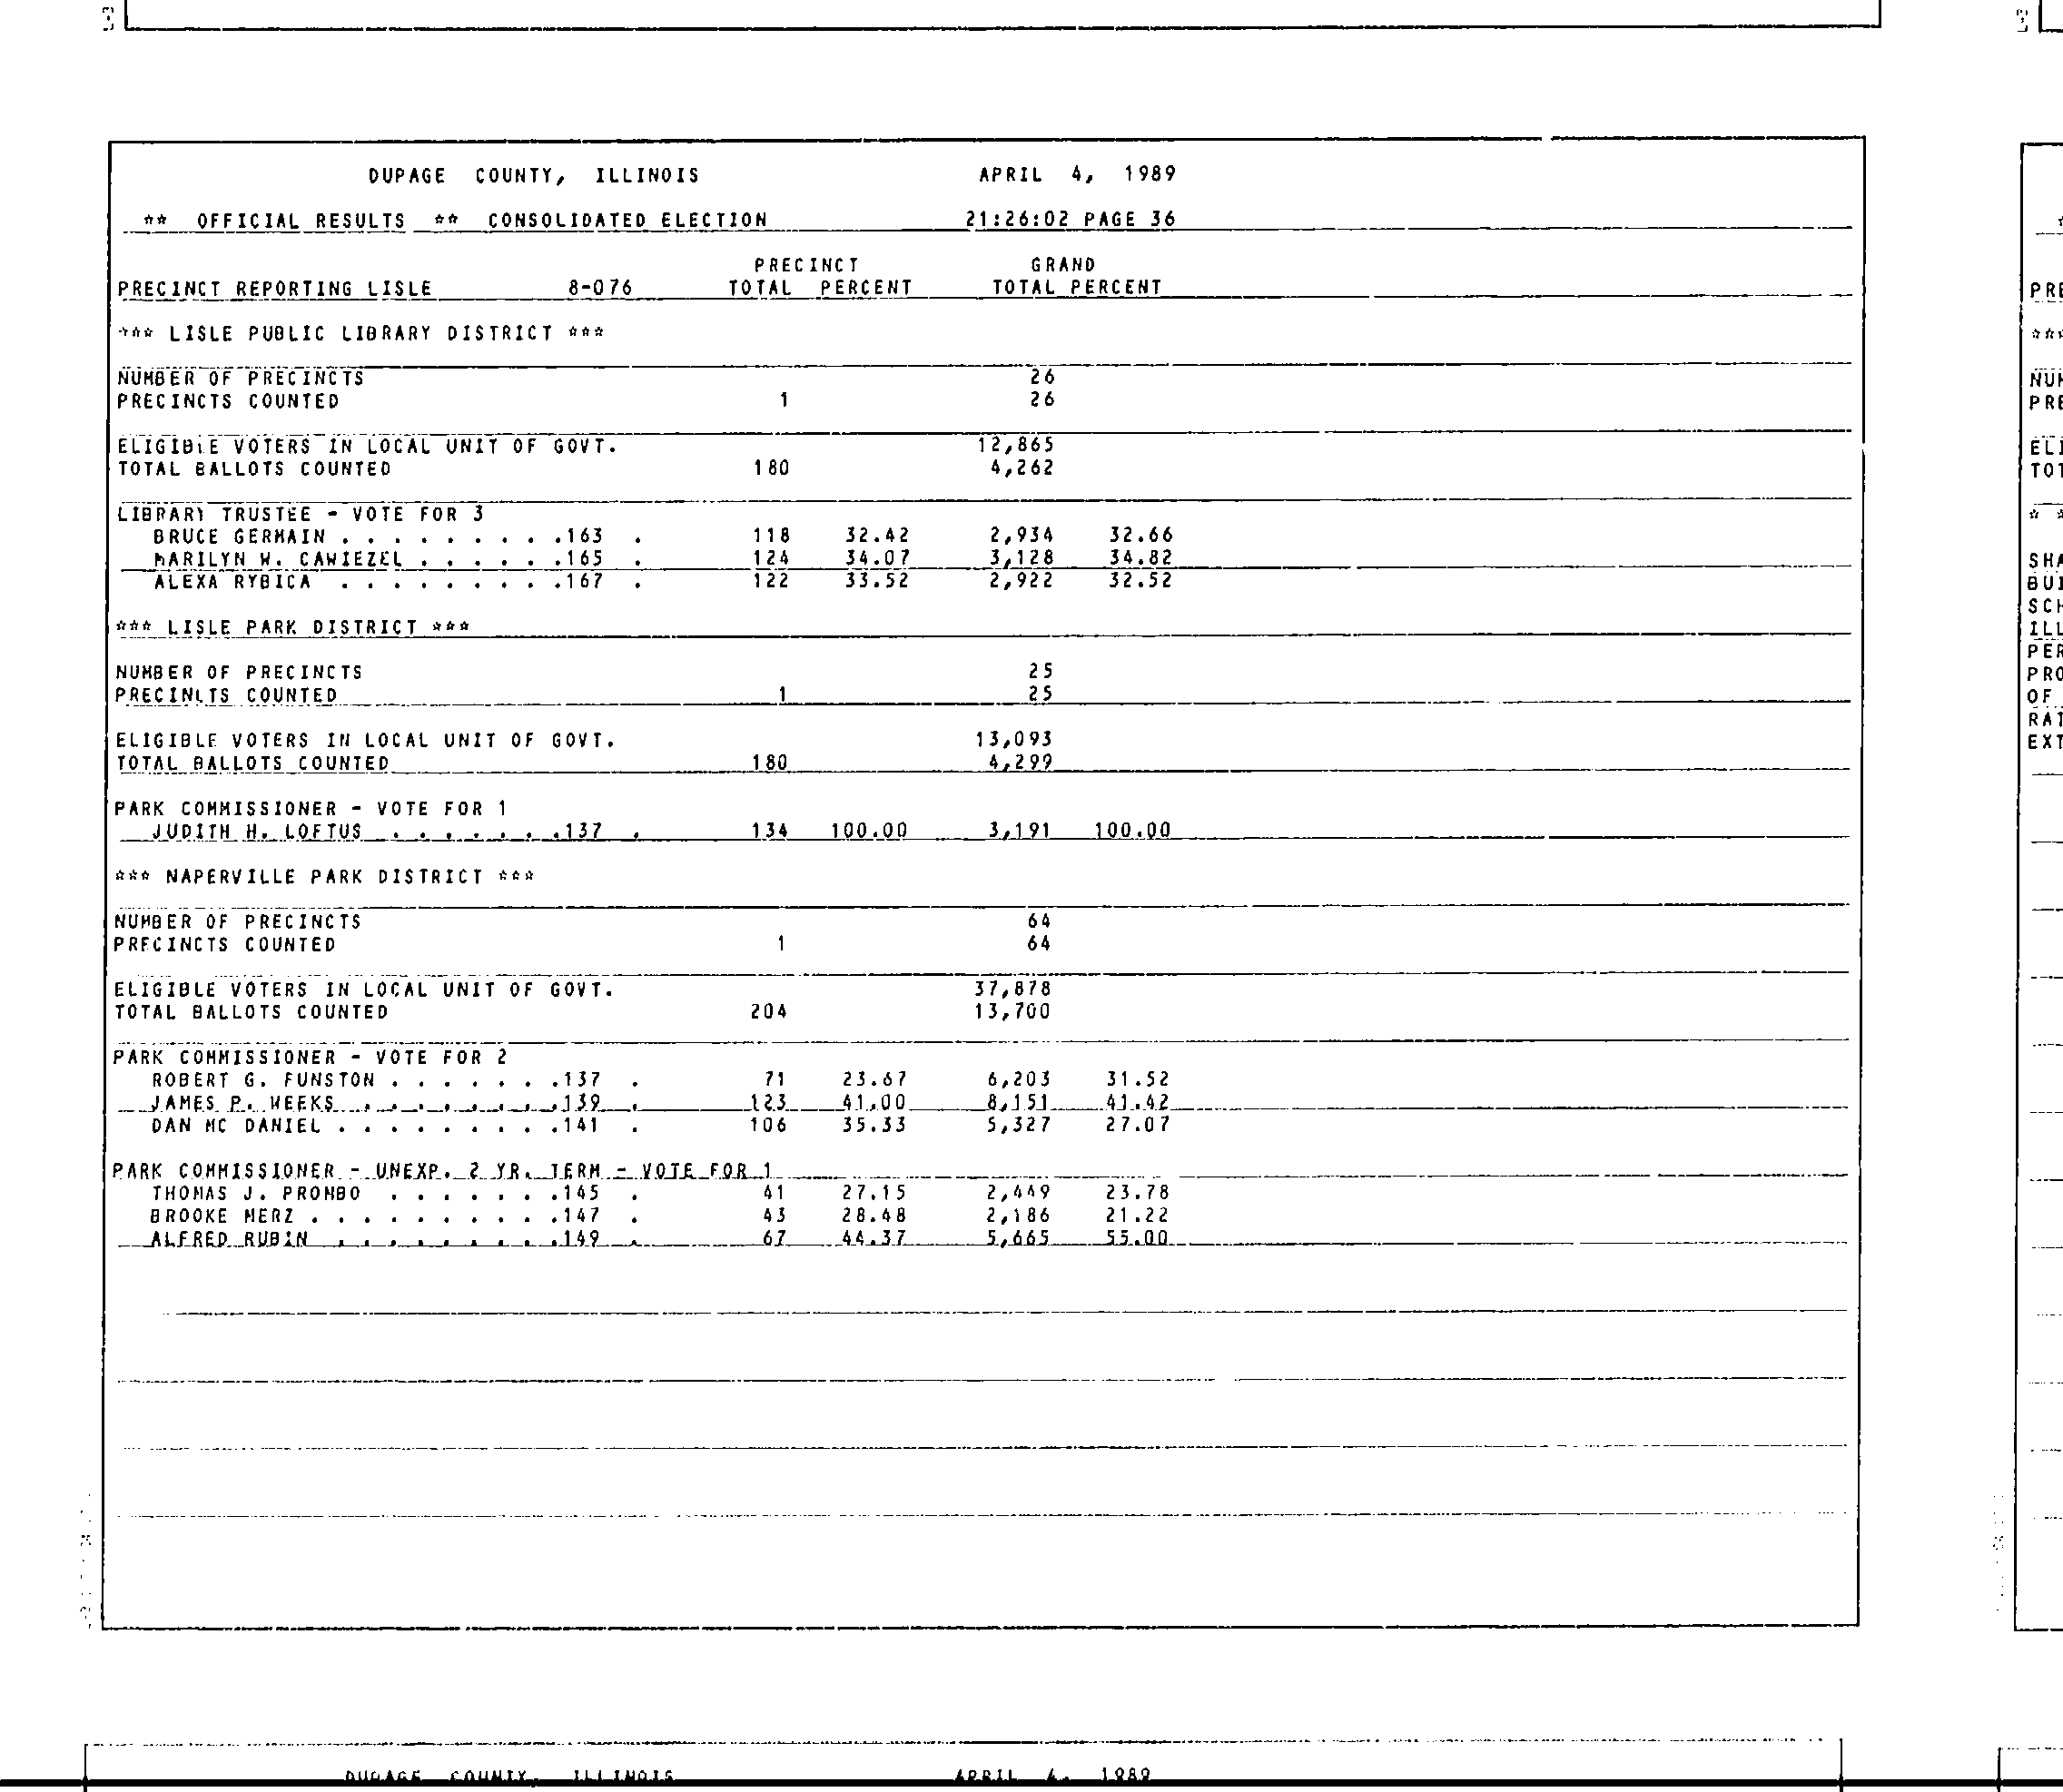 DUPAGE COUNTY, ILLINOIS APRIL 4, 1989
** OFFICIAL RESULTS ** CONSOLIDATED ELECTION 21:26:02 PAGE 36
PRECINCT GRAND
PRECINCT REPORTING LISLE 8-076 TOTAL PERCENT TOTAL PERCENT
*** LISLE PUBLIC LIBRARY DISTRICT ***
NUMBER OF PRECINCTS 26
PRECINCTS COUNTED 1 26
ELIGIBLE VOTERS IN LOCAL UNIT OF GOVT. 12,865
TOTAL BALLOTS COUNTED 180 4,262
LIBRARY TRUSTEE - VOTE FOR 3
BRUCE GERMAIN . . . . . . . . . .163 . 118 32.42 2,934 32.66
MARILYN W. CAWIEZEL . . . . . .165 . 124 34.07 3,128 34.82
ALEXA RYBICA . . . . . . . . .167 . 122 33.52 2,922 32.52
*** LISLE PARK DISTRICT ***
NUMBER OF PRECINCTS 25
PRECINCTS COUNTED 1 25
ELIGIBLE VOTERS IN LOCAL UNIT OF GOVT. 13,093
TOTAL BALLOTS COUNTED 180 4,299
PARK COMMISSIONER - VOTE FOR 1
JUDITH H. LOFTUS . . . . . . . .137 . 134 100.00 3,191 100.00
*** NAPERVILLE PARK DISTRICT ***
NUMBER OF PRECINCTS 64
PRECINCTS COUNTED 1 64
ELIGIBLE VOTERS IN LOCAL UNIT OF GOVT. 37,878
TOTAL BALLOTS COUNTED 204 13,700
PARK COMMISSIONER - VOTE FOR 2
ROBERT G. FUNSTON . . . . . . .137 . 71 23.67 6,203 31.52
JAMES P. WEEKS . . . . . . . . .139 . 123 41.00 8,151 41.42
DAN MC DANIEL . . . . . . . . .141 . 106 35.33 5,327 27.07
PARK COMMISSIONER - UNEXP. 2 YR. TERM - VOTE FOR 1
THOMAS J. PROMBO . . . . . . .145 . 41 27.15 2,449 23.78
BROOKE MERZ . . . . . . . . . .147 . 43 28.48 2,186 21.22
ALFRED RUBIN . . . . . . . . .149 . 67 44.37 5,665 55.00
DUPAGE COUNTY, ILLINOIS APRIL 4, 1989
PRE
***
NUM
PRE
ELI
TOT
* *
SHA
BUI
SCH
ILL
PER
PRO
OF
RAT
EXT